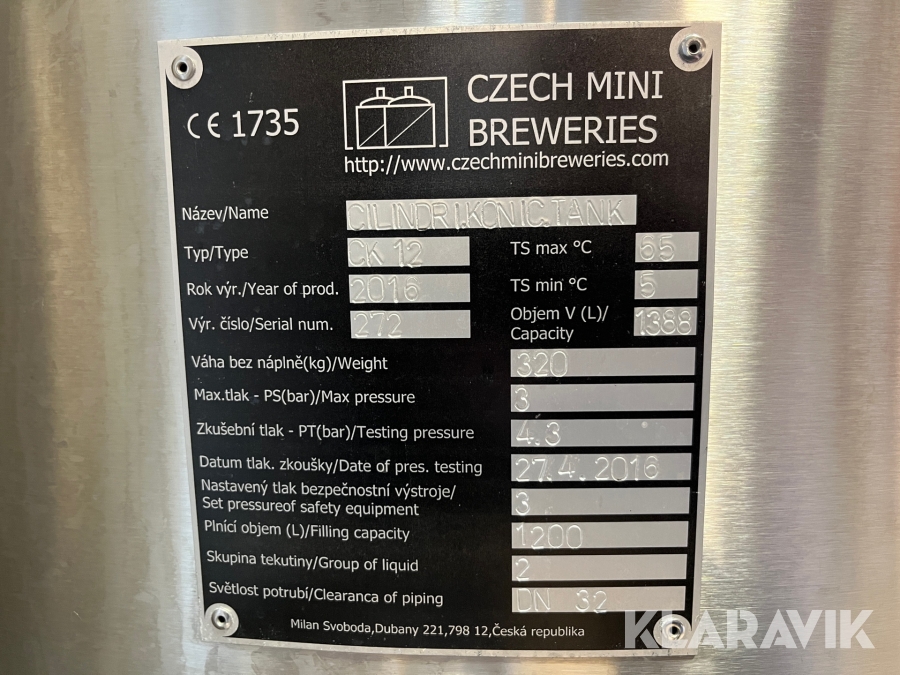 CE 1735
CZECH MINI
BREWERIES
http://www.czechminibreweries.com
Název/Name CILINDRI.KONIC.TANK
Typ/Type CK 12 TS max °C 65
Rok výr./Year of prod. 2016 TS min °C 5
Výr. číslo/Serial num. 272 Objem V (L)/
Capacity 1388
Váha bez náplně(kg)/Weight 320
Max.tlak - PS(bar)/Max pressure 3
Zkušební tlak - PT(bar)/Testing pressure 4.3
Datum tlak. zkoušky/Date of pres. testing 27.4.2016
Nastavený tlak bezpečnostní výstroje/
Set pressureof safety equipment 3
Plnící objem (L)/Filling capacity 1200
Skupina tekutiny/Group of liquid 2
Světlost potrubí/Clearanca of piping DN 32
Milan Svoboda,Dubany 221,798 12,Česká republika
KLARAVIK